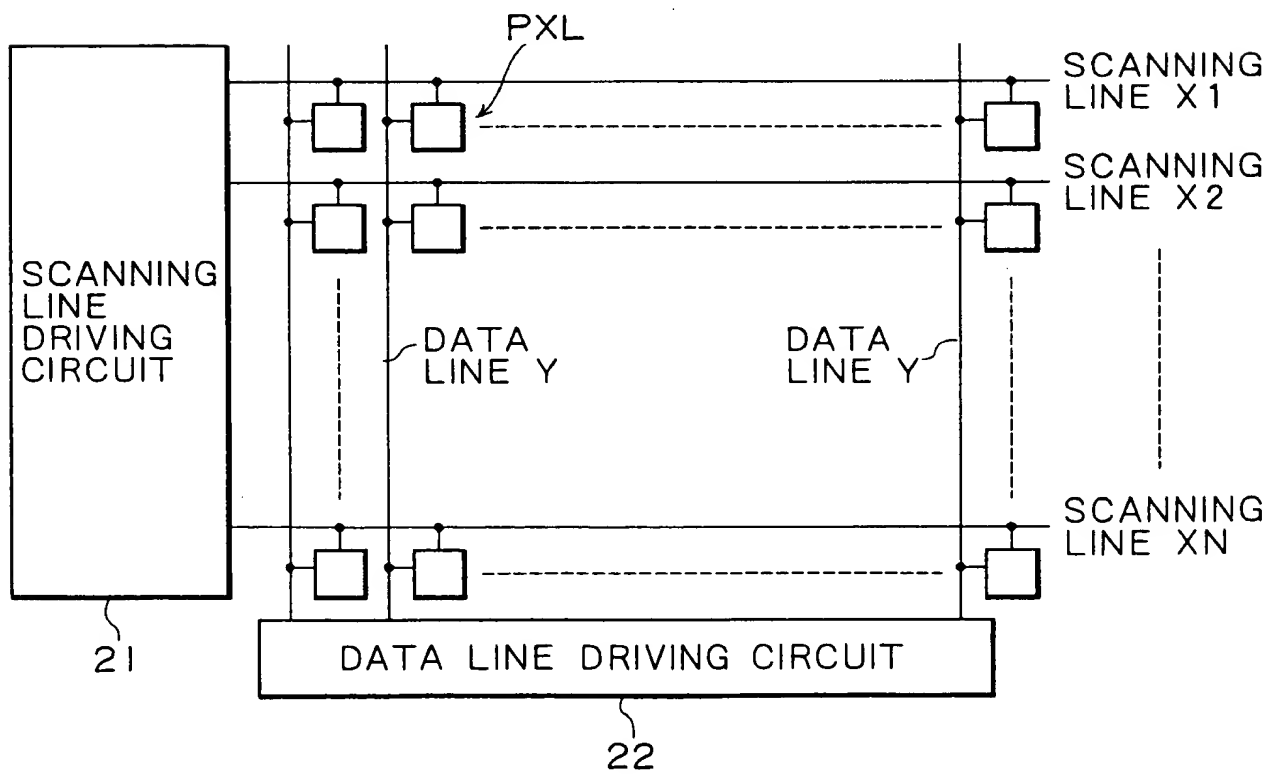 PXL
SCANNING
LINE X1
SCANNING
LINE X2
SCANNING
LINE
DRIVING
CIRCUIT
DATA
LINE Y
DATA
LINE Y
SCANNING
LINE XN
21
DATA LINE DRIVING CIRCUIT
22